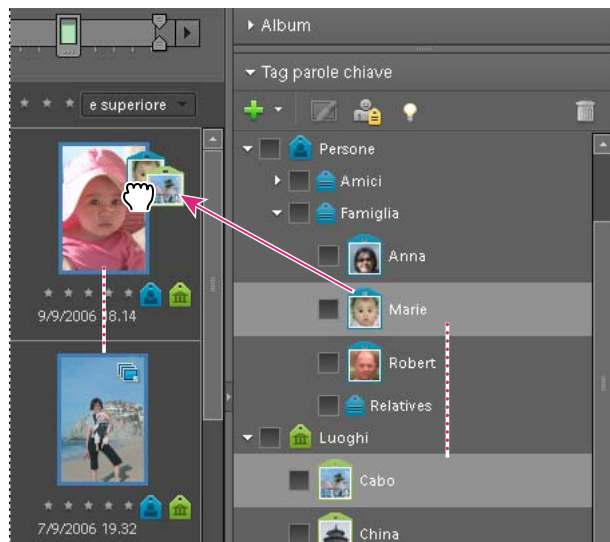 Album
Tag parole chiave
e superiore
Persone
Amici
Famiglia
Anna
Marie
9/9/2006 18.14
Robert
Relatives
Luoghi
Cabo
7/9/2006 19.32
China